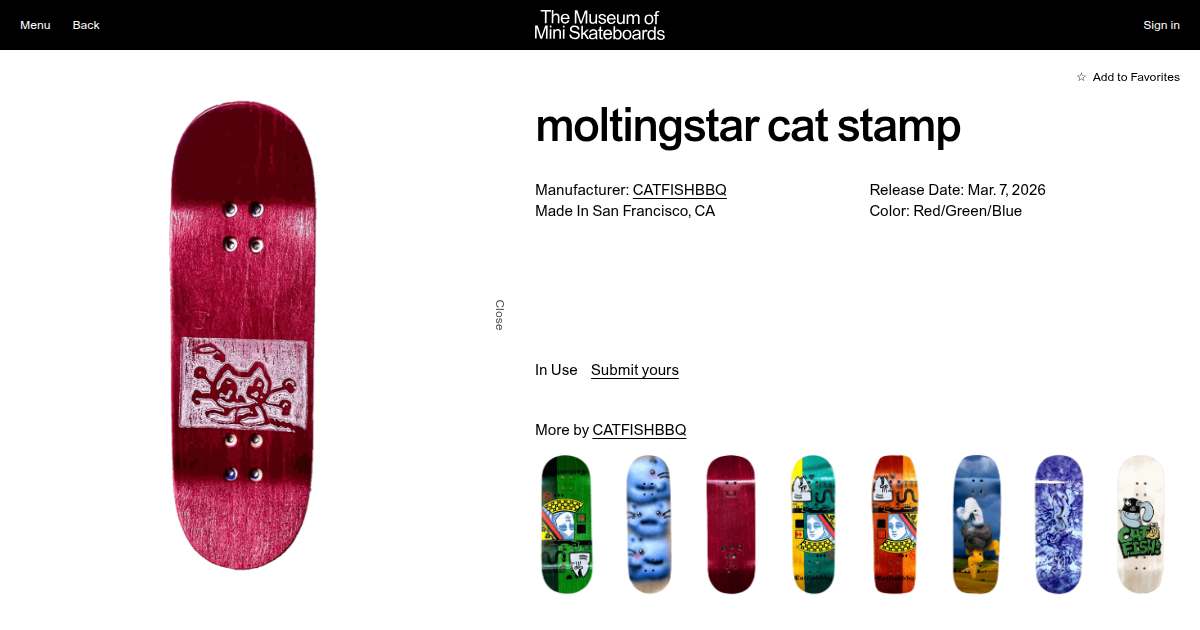 Menu
Back
The Museum of
Mini Skateboards
Sign in
☆ Add to Favorites
moltingstar cat stamp
Manufacturer: CATFISHBBQ
Made In San Francisco, CA
Release Date: Mar. 7, 2026
Color: Red/Green/Blue
Close
In Use Submit yours
More by CATFISHBBQ